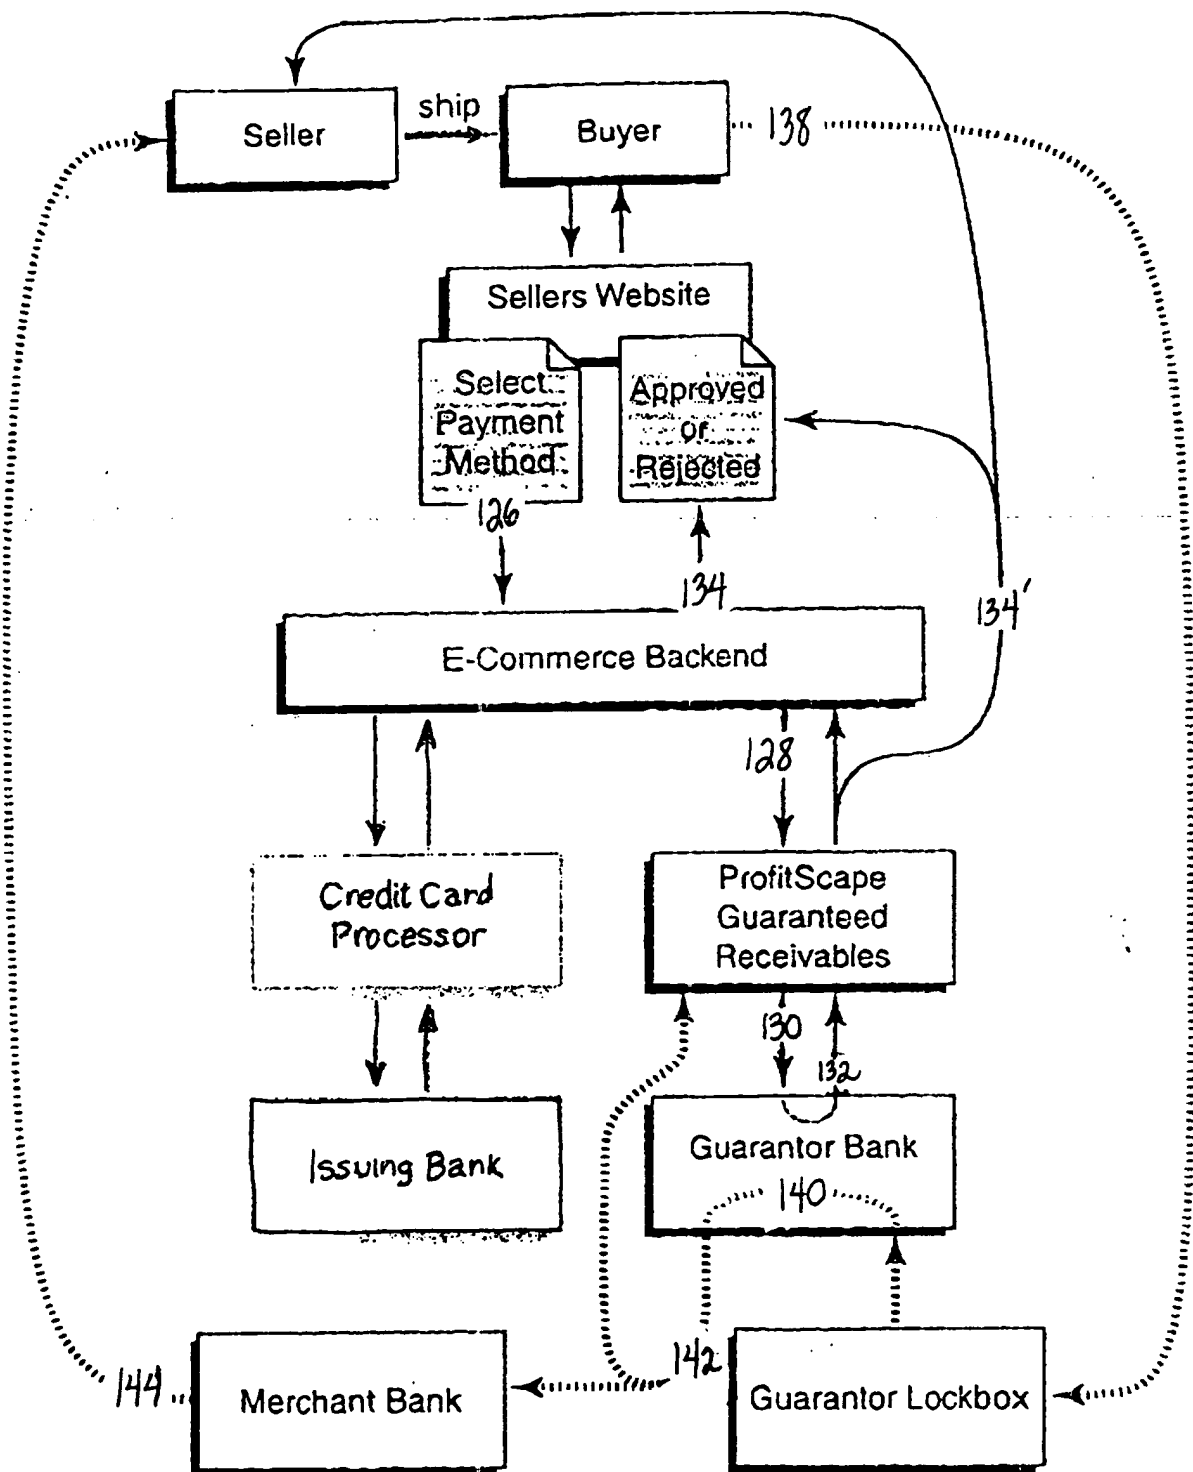 ship
Seller
Buyer
138
Sellers Website
Select
Payment
Method
Approved
or
Rejected
126
134
134'
E-Commerce Backend
128
Credit Card
Processor
ProfitScape
Guaranteed
Receivables
130
132
Issuing Bank
Guarantor Bank
140
142
144
Merchant Bank
Guarantor Lockbox